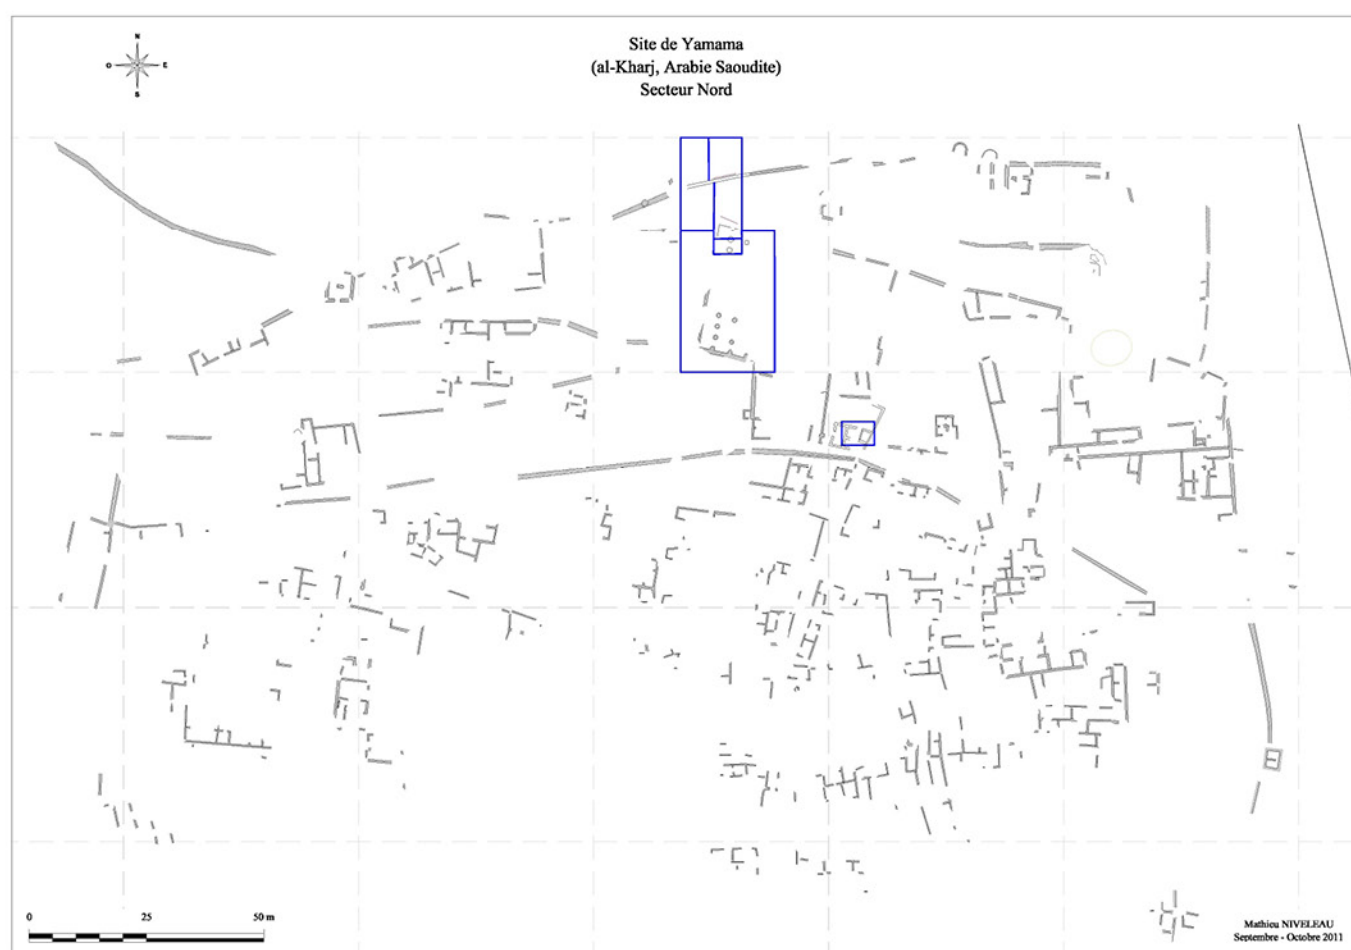 Site de Yamama
(al-Kharj, Arabie Saoudite)
Secteur Nord
N
O E
S
0 25 50 m
Mathieu NIVELEAU
Septembre - Octobre 2011